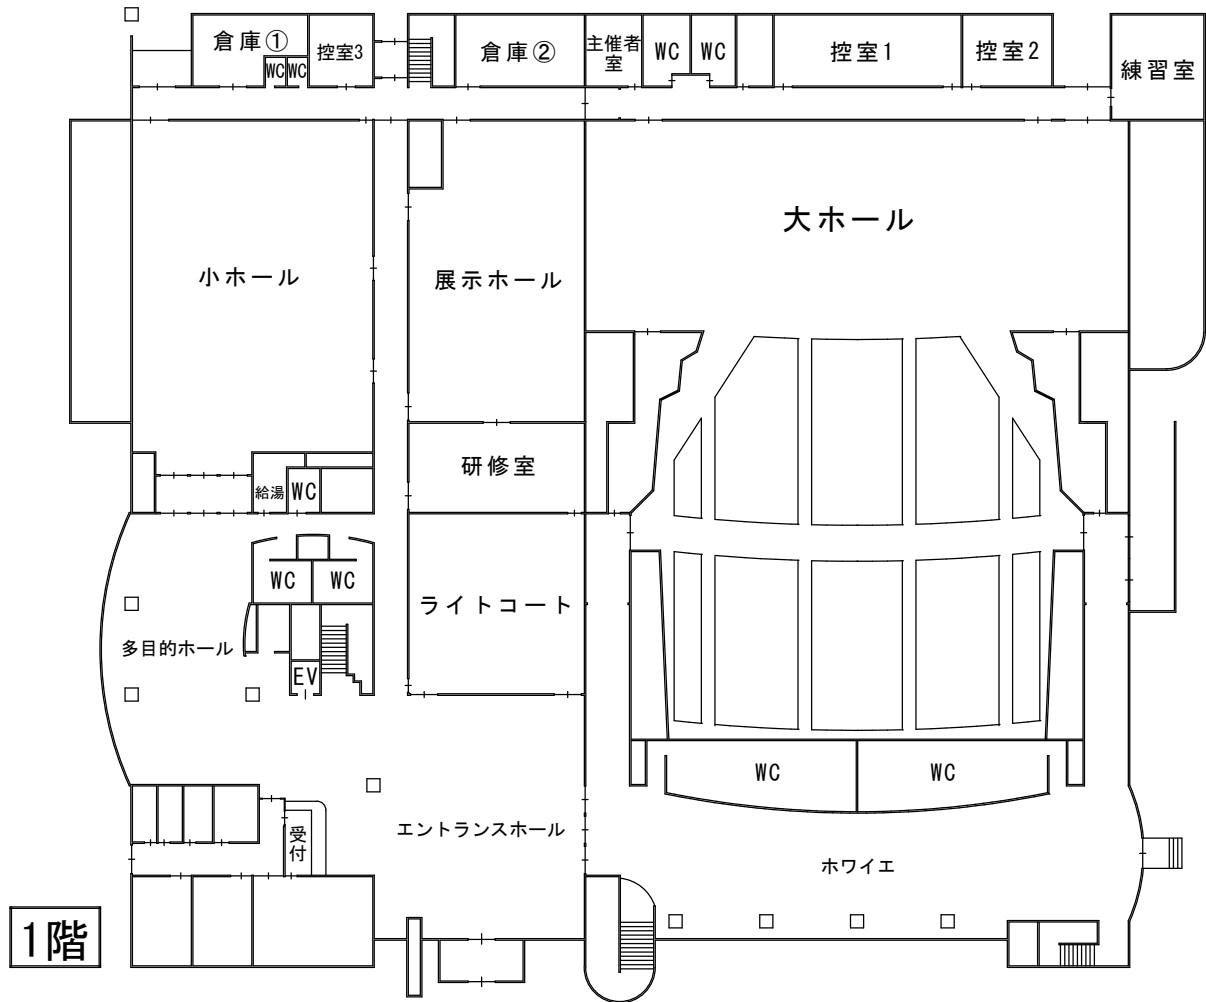 倉庫①
控室3
倉庫②
主催者
室
WC
WC
控室1
控室2
練習室
WC
WC
大ホール
小ホール
展示ホール
研修室
給湯
WC
WC
WC
ライトコート
多目的ホール
EV
WC
WC
受
付
エントランスホール
ホワイエ
1階